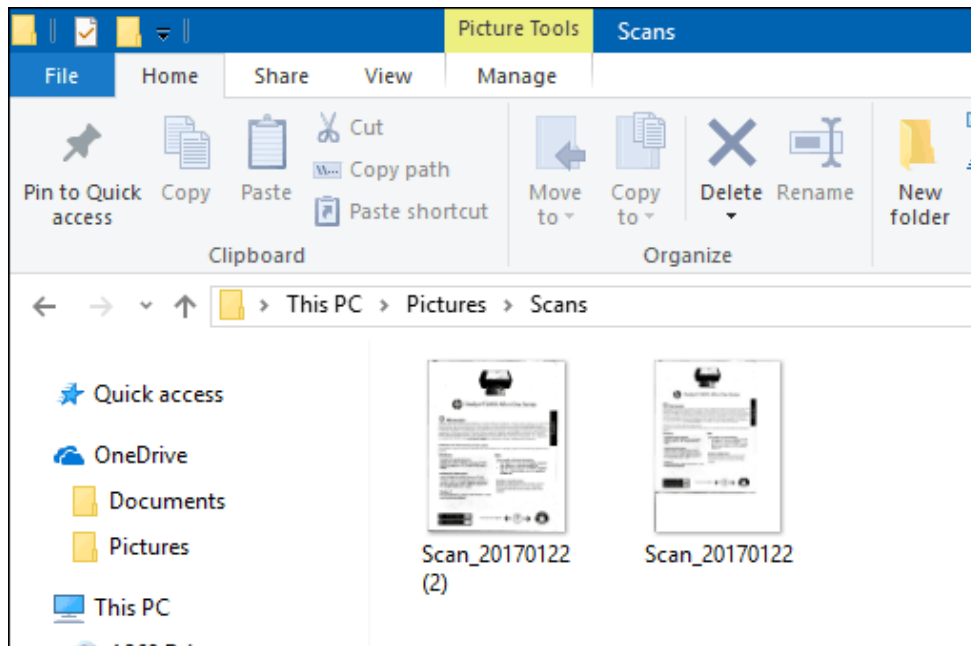 Picture Tools Scans
File Home Share View Manage
Pin to Quick access
Copy
Paste
Cut
Copy path
Paste shortcut
Move to
Copy to
Delete
Rename
New folder
Clipboard Organize
This PC > Pictures > Scans
Quick access
OneDrive
Documents
Pictures
This PC
Scan_20170122 (2)
Scan_20170122